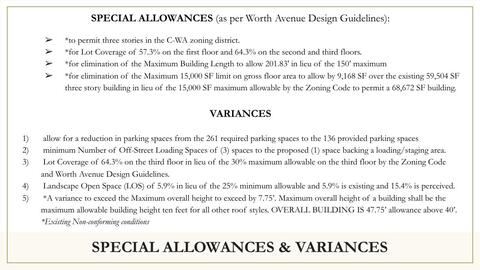 SPECIAL ALLOWANCES (as per Worth Avenue Design Guidelines):
➢ *to permit three stories in the C-WA zoning district.
➢ *for Lot Coverage of 57.3% on the first floor and 64.3% on the second and third floors.
➢ *for elimination of the Maximum Building Length to allow 201.83' in lieu of the 150' maximum
➢ *for elimination of the Maximum 15,000 SF limit on gross floor area to allow by 9,168 SF over the existing 59,504 SF
three story building in lieu of the 15,000 SF maximum allowable by the Zoning Code to permit a 68,672 SF building.
VARIANCES
1) allow for a reduction in parking spaces from the 261 required parking spaces to the 136 provided parking spaces
2) minimum Number of Off-Street Loading Spaces of (3) spaces to the proposed (1) space backing a loading/staging area.
3) Lot Coverage of 64.3% on the third floor in lieu of the 30% maximum allowable on the third floor by the Zoning Code
and Worth Avenue Design Guidelines.
4) Landscape Open Space (LOS) of 5.9% in lieu of the 25% minimum allowable and 5.9% is existing and 15.4% is perceived.
5) *A variance to exceed the Maximum overall height to exceed by 7.75'. Maximum overall height of a building shall be the
maximum allowable building height ten feet for all other roof styles. OVERALL BUILDING IS 47.75' allowance above 40'.
*Existing Non-conforming conditions
SPECIAL ALLOWANCES & VARIANCES